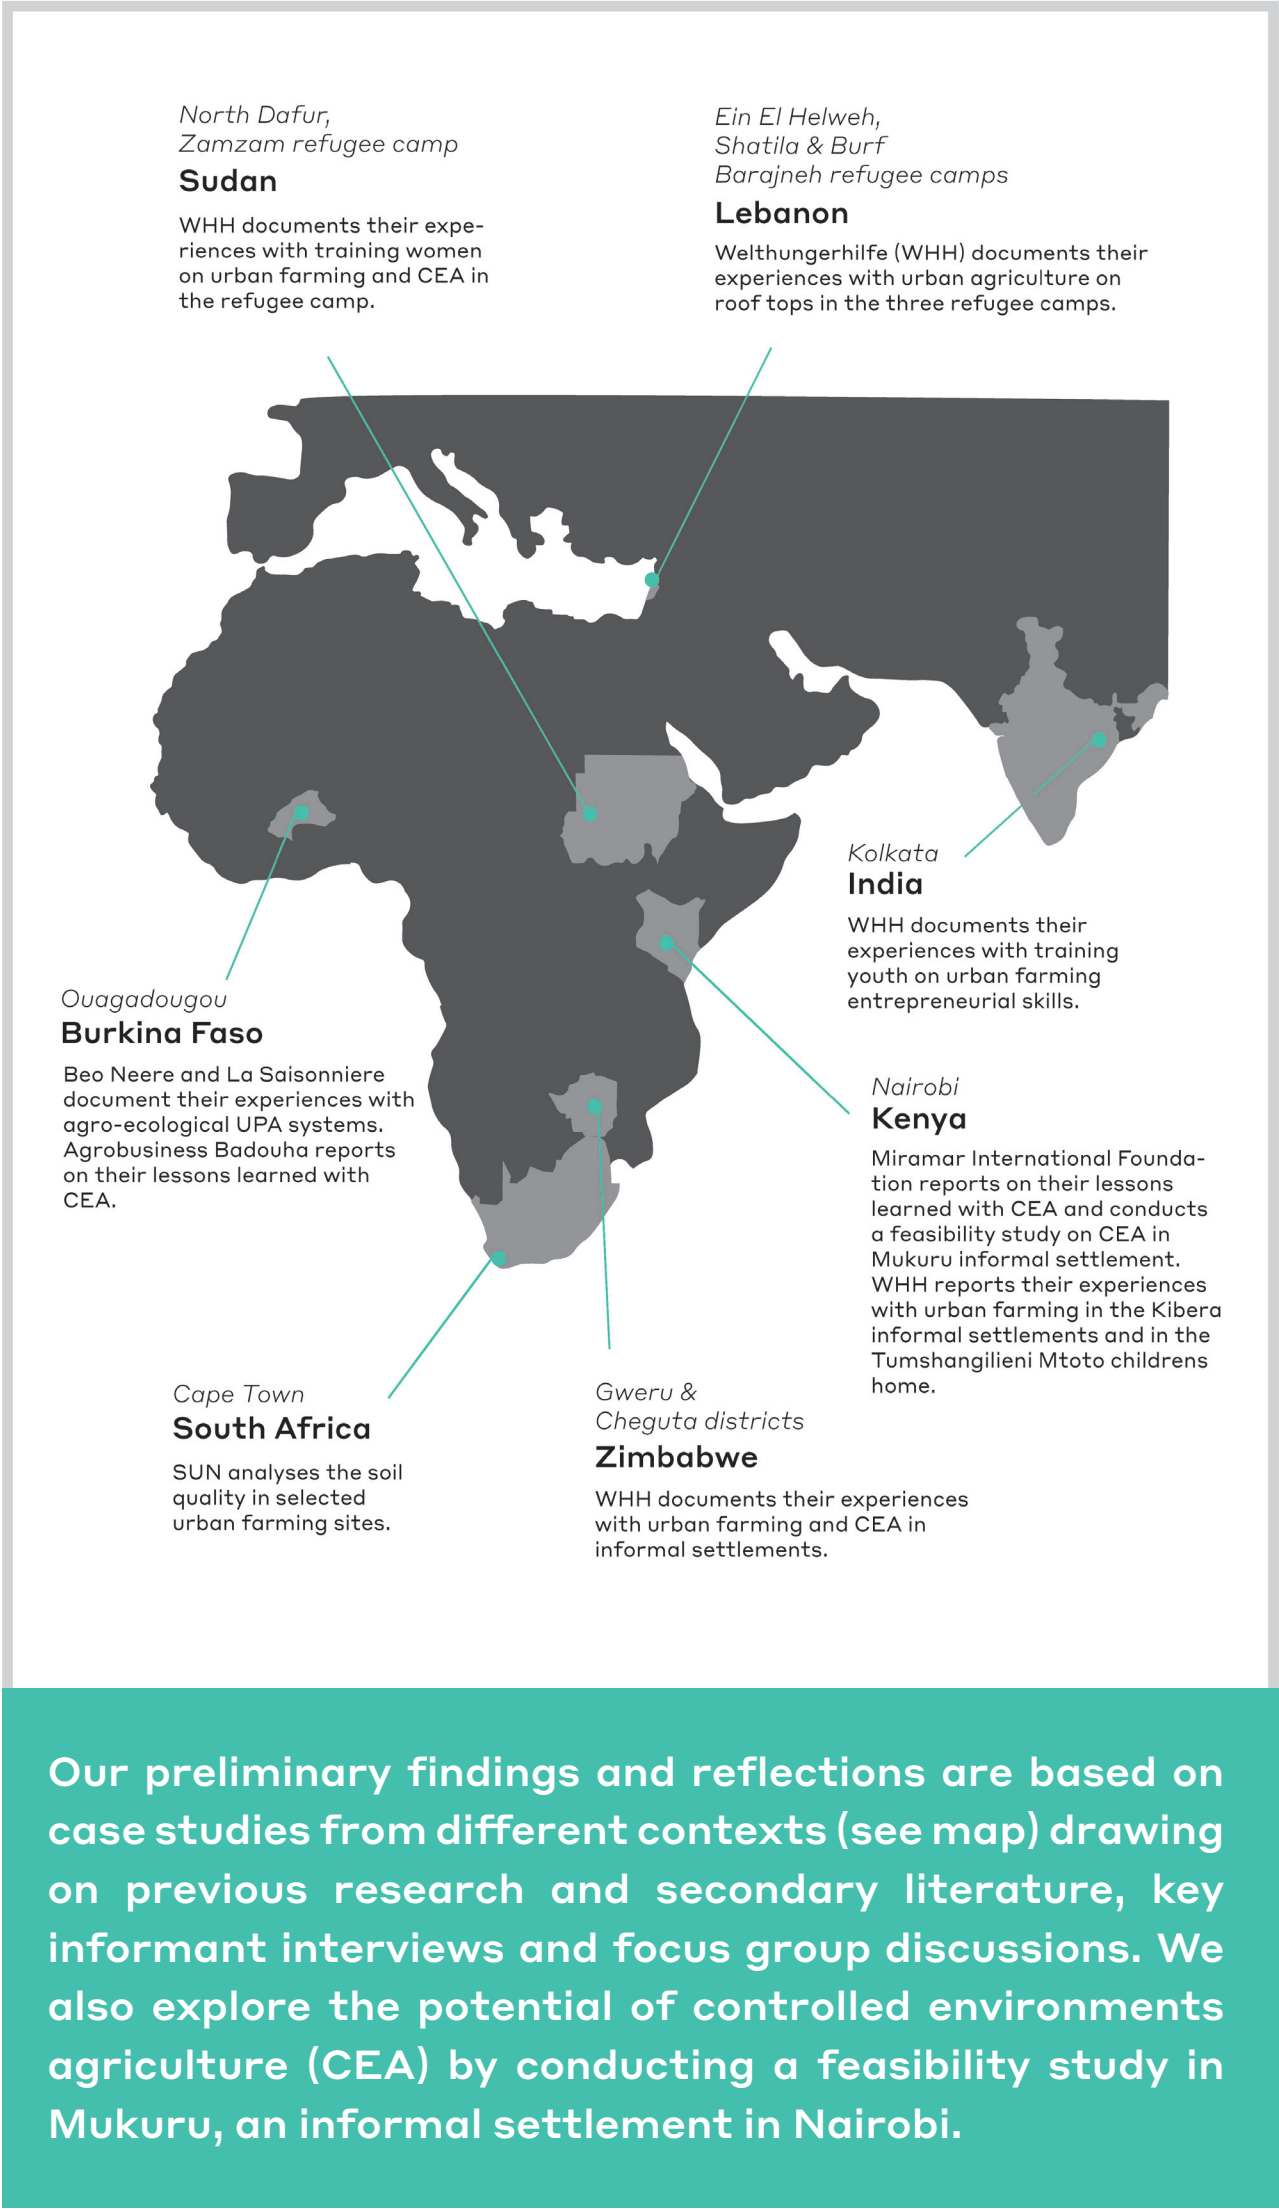 North Dafur,
Zamzam refugee camp
Sudan
WHH documents their expe-
riences with training women
on urban farming and CEA in
the refugee camp.
Ein El Helweh,
Shatila & Burf
Barajneh refugee camps
Lebanon
Welthungerhilfe (WHH) documents their
experiences with urban agriculture on
roof tops in the three refugee camps.
Kolkata
India
WHH documents their
experiences with training
youth on urban farming
entrepreneurial skills.
Ouagadougou
Burkina Faso
Beo Neere and La Saisonniere
document their experiences with
agro-ecological UPA systems.
Agrobusiness Badouha reports
on their lessons learned with
CEA.
Nairobi
Kenya
Miramar International Founda-
tion reports on their lessons
learned with CEA and conducts
a feasibility study on CEA in
Mukuru informal settlement.
WHH reports their experiences
with urban farming in the Kibera
informal settlements and in the
Tumshangilieni Mtoto childrens
home.
Cape Town
South Africa
SUN analyses the soil
quality in selected
urban farming sites.
Gweru &
Cheguta districts
Zimbabwe
WHH documents their experiences
with urban farming and CEA in
informal settlements.
Our preliminary findings and reflections are based on
case studies from different contexts (see map) drawing
on previous research and secondary literature, key
informant interviews and focus group discussions. We
also explore the potential of controlled environments
agriculture (CEA) by conducting a feasibility study in
Mukuru, an informal settlement in Nairobi.